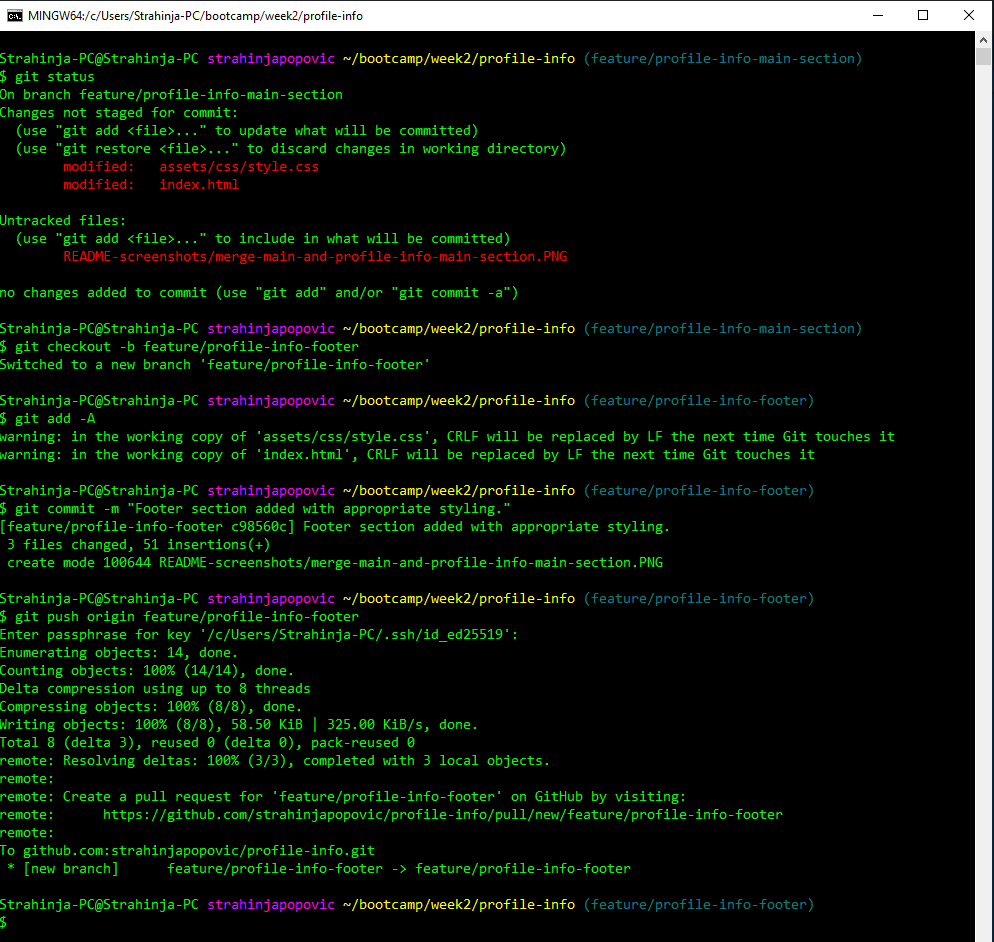 MINGW64:/c/Users/Strahinja-PC/bootcamp/week2/profile-info
Strahinja-PC@Strahinja-PC strahinjapopovic ~/bootcamp/week2/profile-info (feature/profile-info-main-section)
$ git status
On branch feature/profile-info-main-section
Changes not staged for commit:
  (use "git add <file>..." to update what will be committed)
  (use "git restore <file>..." to discard changes in working directory)
        modified:   assets/css/style.css
        modified:   index.html
Untracked files:
  (use "git add <file>..." to include in what will be committed)
        README-screenshots/merge-main-and-profile-info-main-section.PNG
no changes added to commit (use "git add" and/or "git commit -a")
Strahinja-PC@Strahinja-PC strahinjapopovic ~/bootcamp/week2/profile-info (feature/profile-info-main-section)
$ git checkout -b feature/profile-info-footer
Switched to a new branch 'feature/profile-info-footer'
Strahinja-PC@Strahinja-PC strahinjapopovic ~/bootcamp/week2/profile-info (feature/profile-info-footer)
$ git add -A
warning: in the working copy of 'assets/css/style.css', CRLF will be replaced by LF the next time Git touches it
warning: in the working copy of 'index.html', CRLF will be replaced by LF the next time Git touches it
Strahinja-PC@Strahinja-PC strahinjapopovic ~/bootcamp/week2/profile-info (feature/profile-info-footer)
$ git commit -m "Footer section added with appropriate styling."
[feature/profile-info-footer c98560c] Footer section added with appropriate styling.
 3 files changed, 51 insertions(+)
 create mode 100644 README-screenshots/merge-main-and-profile-info-main-section.PNG
Strahinja-PC@Strahinja-PC strahinjapopovic ~/bootcamp/week2/profile-info (feature/profile-info-footer)
$ git push origin feature/profile-info-footer
Enter passphrase for key '/c/Users/Strahinja-PC/.ssh/id_ed25519':
Enumerating objects: 14, done.
Counting objects: 100% (14/14), done.
Delta compression using up to 8 threads
Compressing objects: 100% (8/8), done.
Writing objects: 100% (8/8), 58.50 KiB | 325.00 KiB/s, done.
Total 8 (delta 3), reused 0 (delta 0), pack-reused 0
remote: Resolving deltas: 100% (3/3), completed with 3 local objects.
remote:
remote: Create a pull request for 'feature/profile-info-footer' on GitHub by visiting:
remote:      https://github.com/strahinjapopovic/profile-info/pull/new/feature/profile-info-footer
remote:
To github.com:strahinjapopovic/profile-info.git
 * [new branch]      feature/profile-info-footer -> feature/profile-info-footer
Strahinja-PC@Strahinja-PC strahinjapopovic ~/bootcamp/week2/profile-info (feature/profile-info-footer)
$